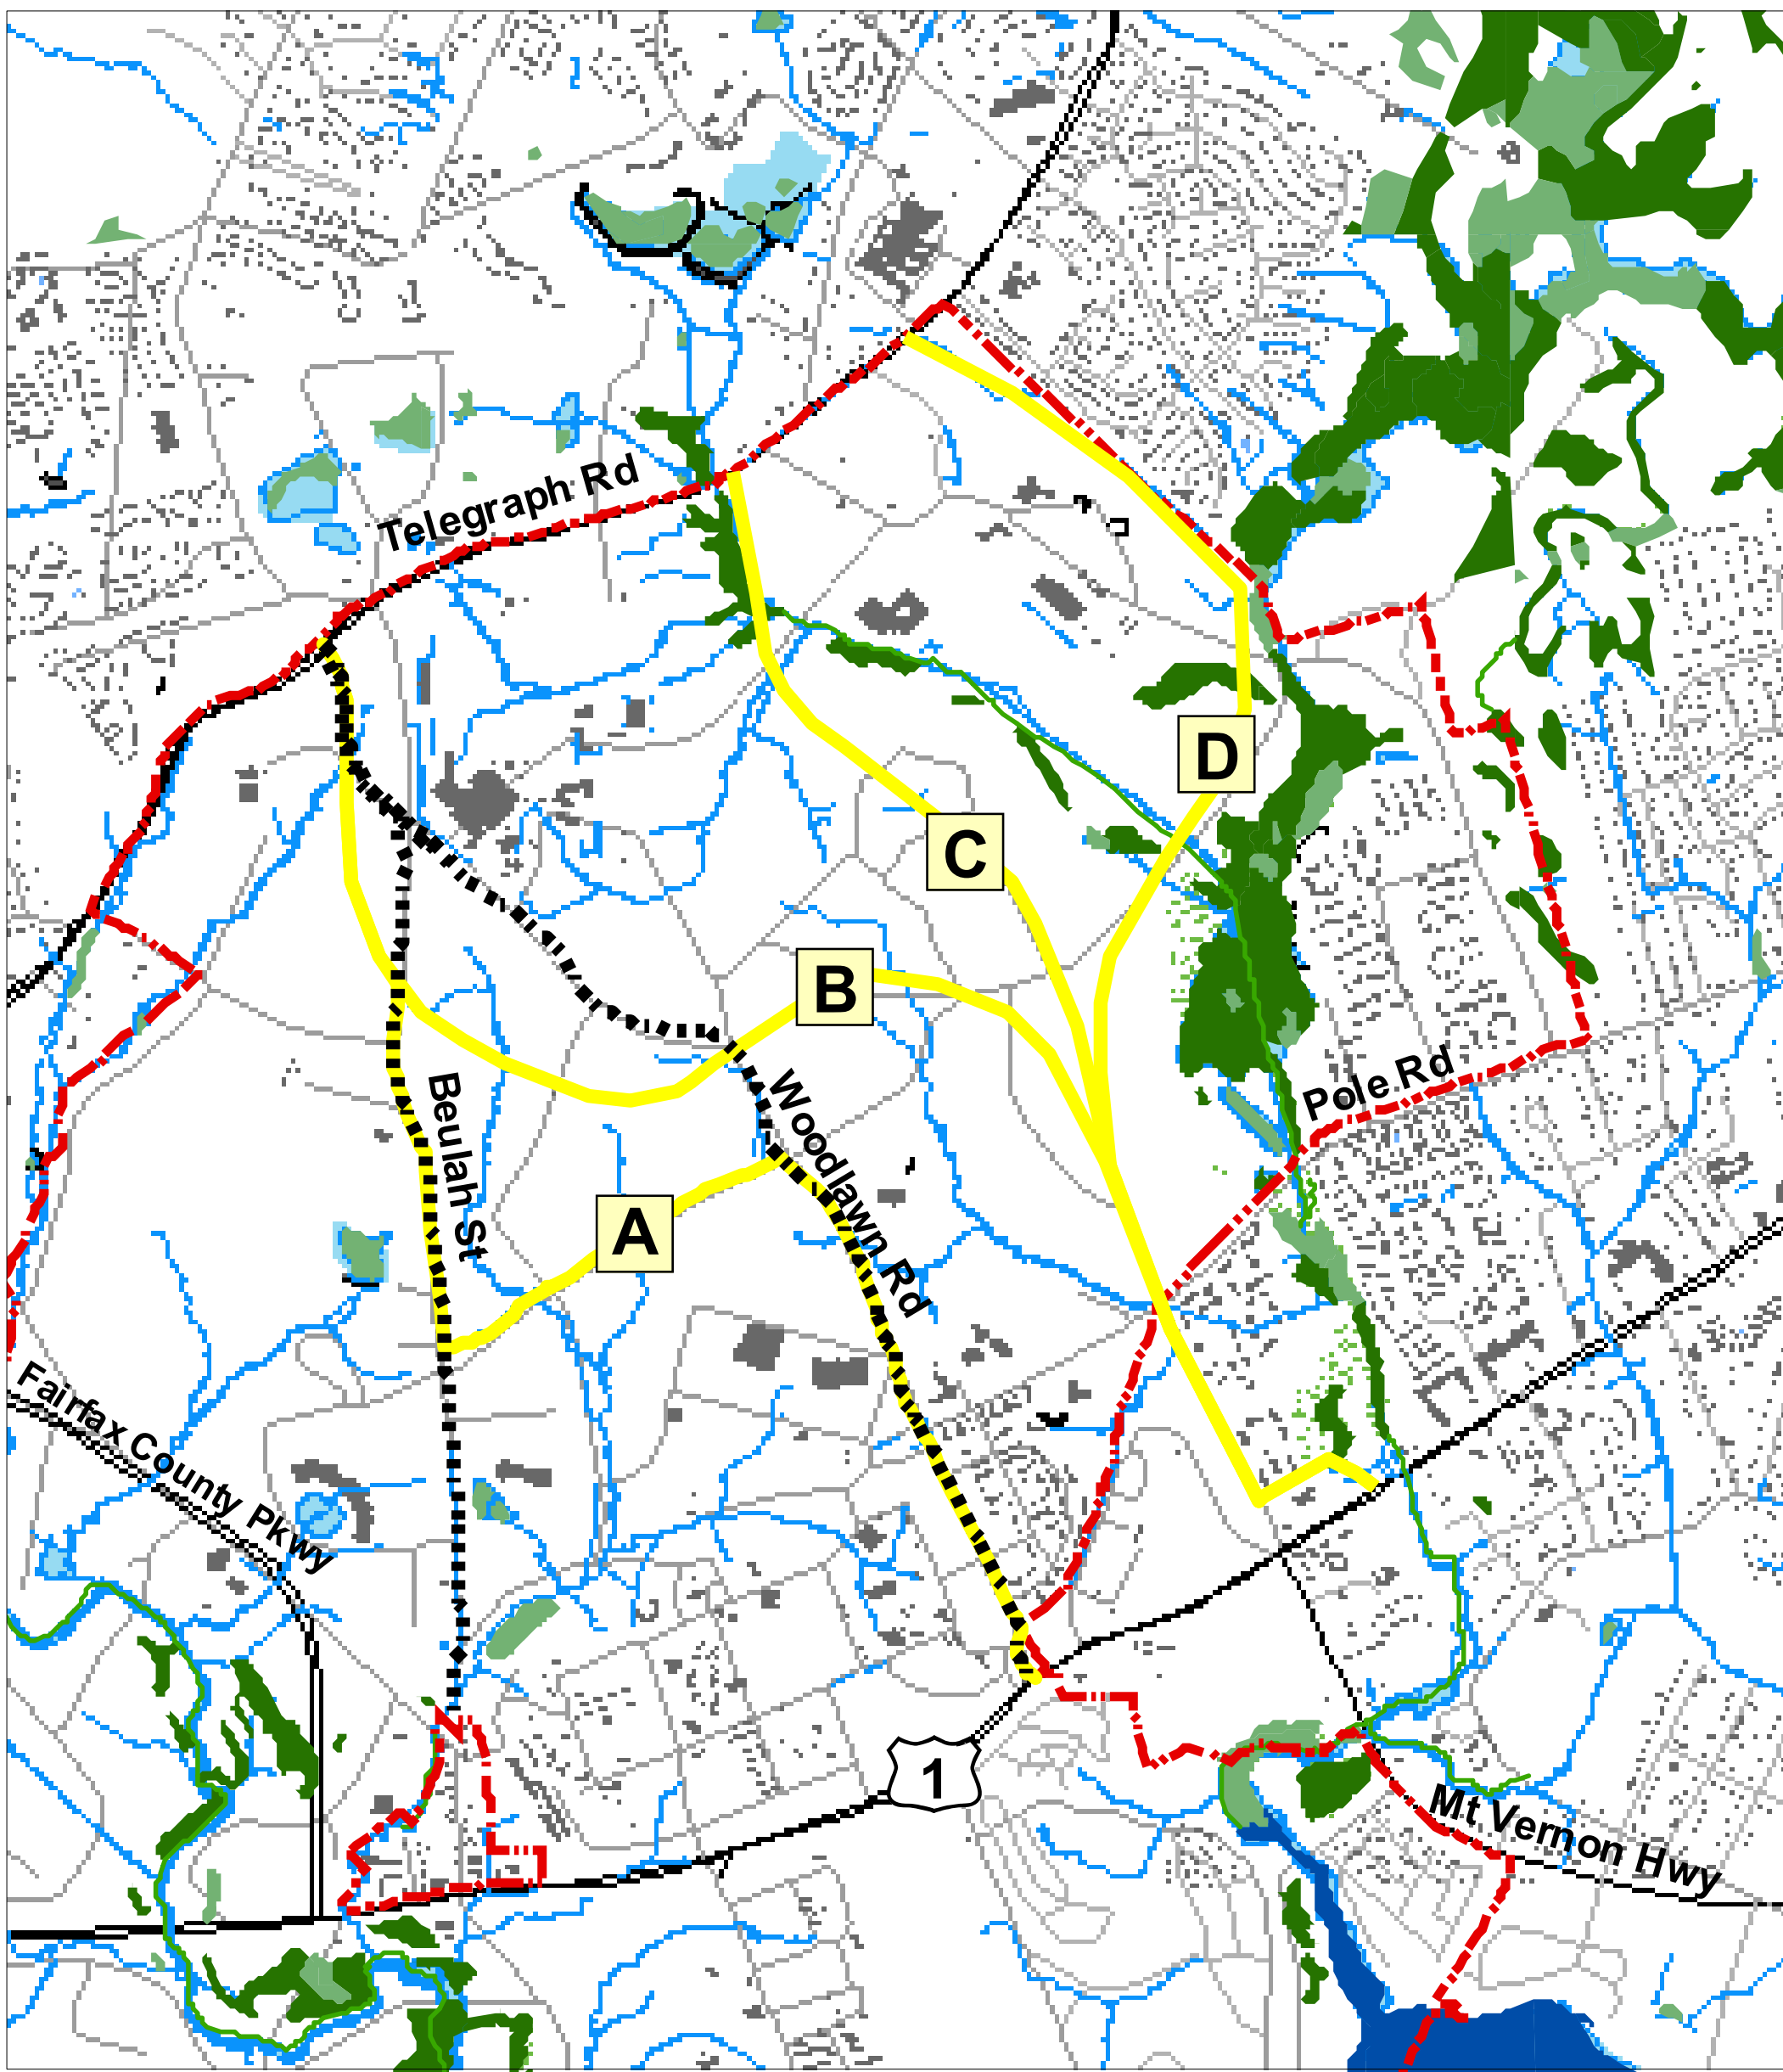 Telegraph Rd
D
C
B
Pole Rd
Beulah St
Woodlawn Rd
A
Fairfax County Pkwy
1
Mt Vernon Hwy